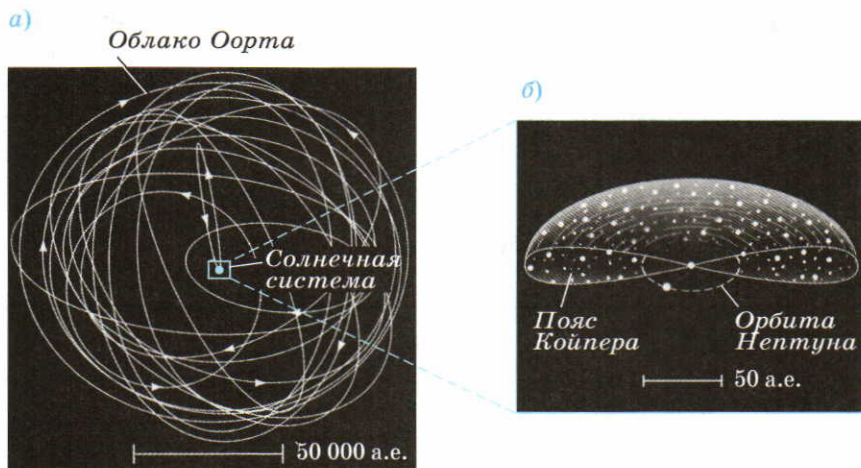 а)
Облако Оорта
Солнечная
система
50 000 а.е.
б)
Пояс
Койпера
Орбита
Нептуна
50 а.е.